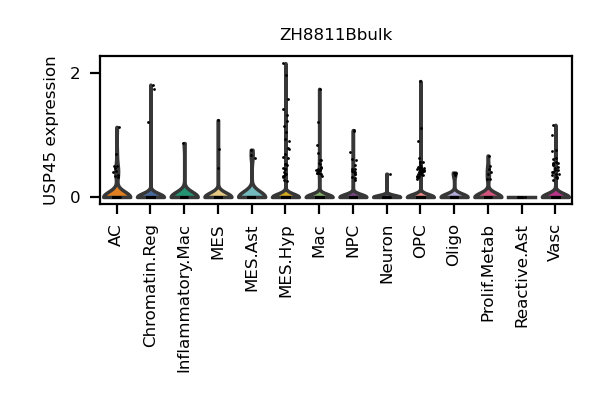 ZH8811Bbulk
USP45 expression
2
0
AC
Chromatin.Reg
Inflammatory.Mac
MES
MES.Ast
MES.Hyp
Mac
NPC
Neuron
OPC
Oligo
Prolif.Metab
Reactive.Ast
Vasc